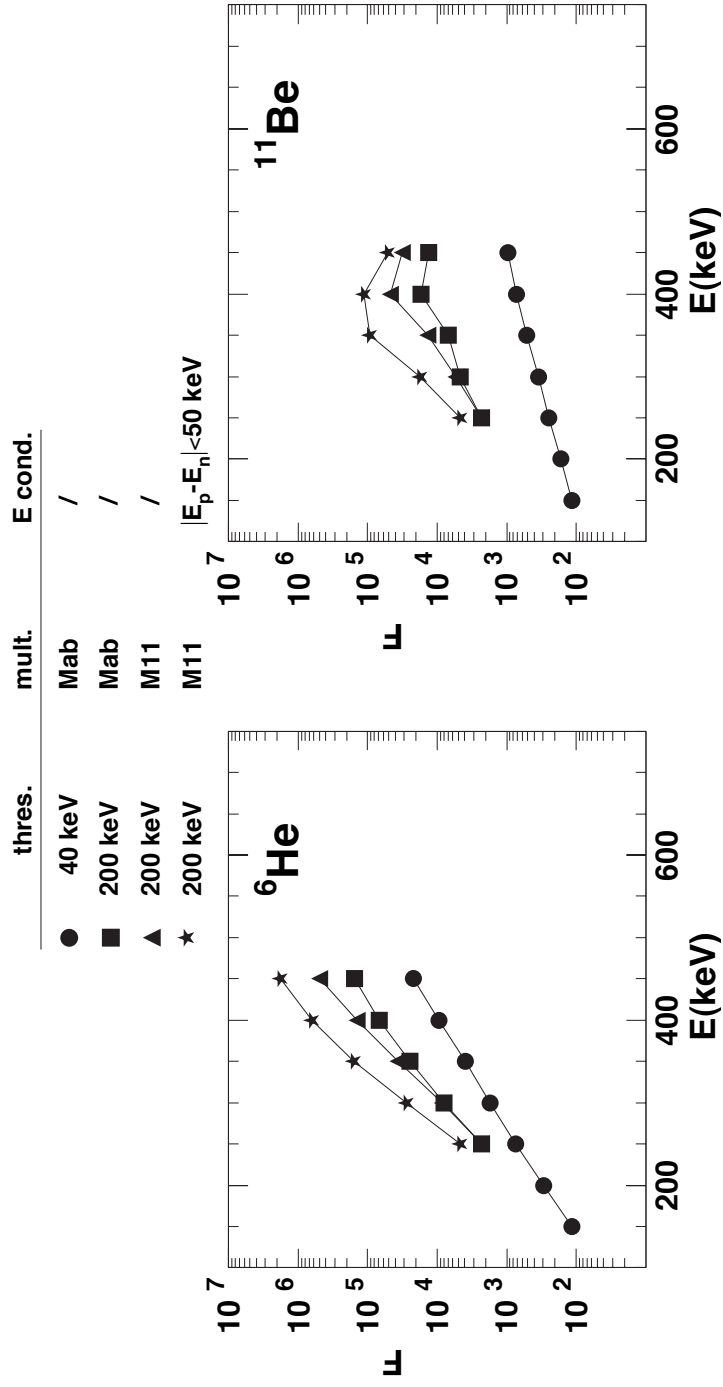 thres. mult. E cond.
40 keV Mab /
200 keV Mab /
200 keV M11 /
200 keV M11 |Ep-En|<50 keV
6He
F
10 7
10 6
10 5
10 4
10 3
10 2
200 400 600
E(keV)
11Be
F
10 7
10 6
10 5
10 4
10 3
10 2
200 400 600
E(keV)